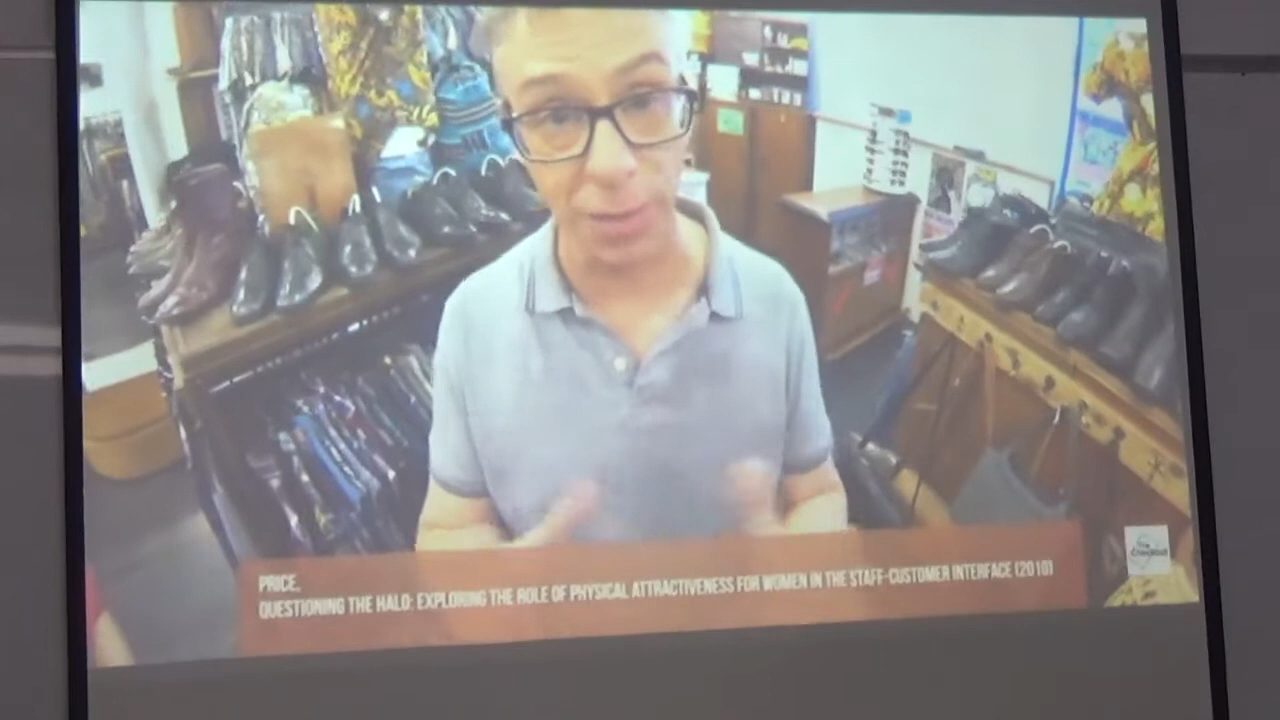 PRICE,
QUESTIONING THE HALO: EXPLORING THE ROLE OF PHYSICAL ATTRACTIVENESS FOR WOMEN IN THE STAFF-CUSTOMER INTERFACE (2010)